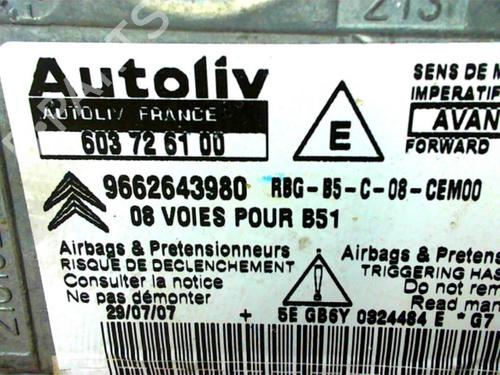 Autoliv
AUTOLIV FRANCE
603 72 61 00
E
SENS DE M
IMPERATIF
AVAN
FORWARD
9662643980 RBG-B5-C-08-CEM00
08 VOIES POUR B51
Airbags & Pretensionneurs
RISQUE DE DECLENCHEMENT
Consulter la notice
Ne pas démonter
29/07/07
Airbags & Preten
TRIGGERING HAS
Do not rem
Read man
+ 5E GB6Y 0324484 E * G7